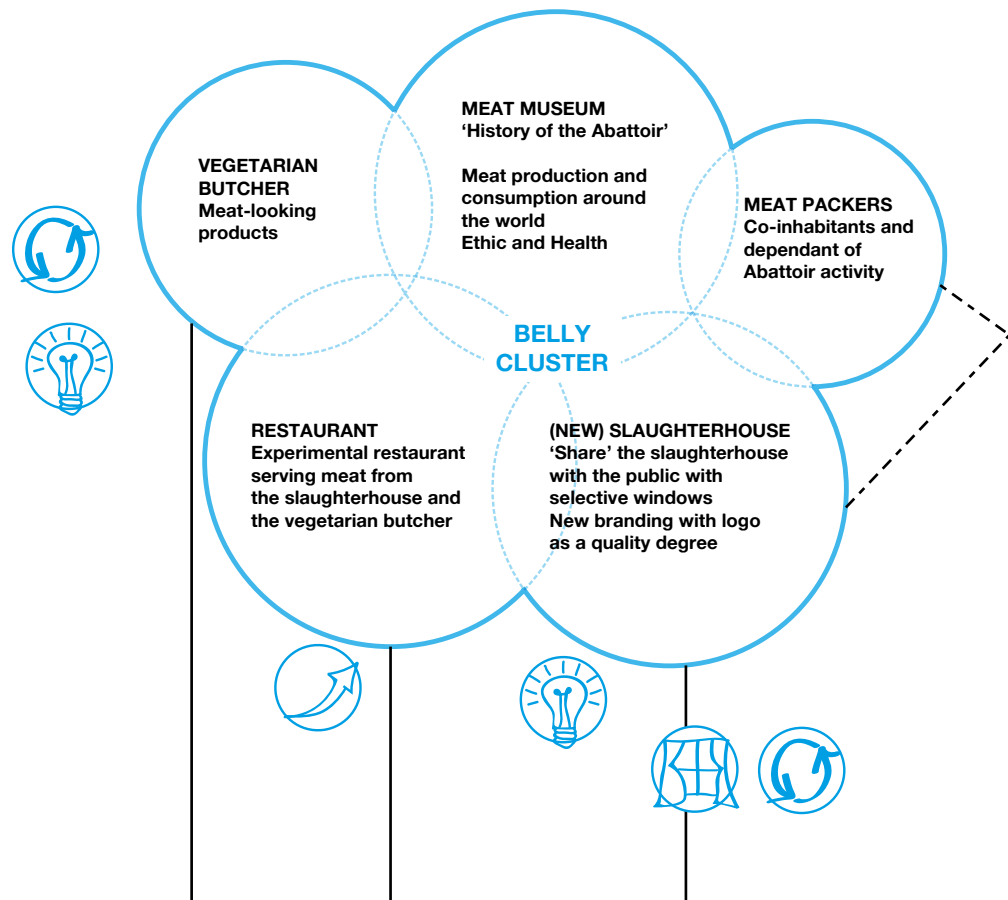 VEGETARIAN
BUTCHER
Meat-looking
products
MEAT MUSEUM
‘History of the Abattoir’
Meat production and
consumption around
the world
Ethic and Health
MEAT PACKERS
Co-inhabitants and
dependant of
Abattoir activity
BELLY
CLUSTER
RESTAURANT
Experimental restaurant
serving meat from
the slaughterhouse and
the vegetarian butcher
(NEW) SLAUGHTERHOUSE
‘Share’ the slaughterhouse
with the public with
selective windows
New branding with logo
as a quality degree